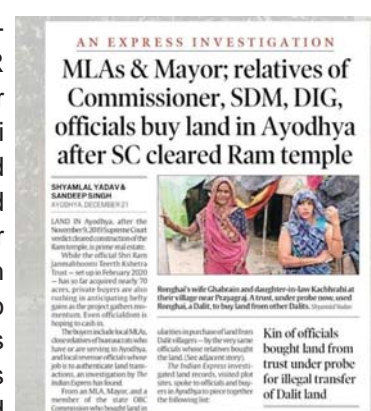 AN EXPRESS INVESTIGATION
MLAs & Mayor; relatives of
Commissioner, SDM, DIG,
officials buy land in Ayodhya
after SC cleared Ram temple
SHYAMLAL YADAV &
SANDEEP SINGH
AYODHYA, DECEMBER 21
LAND IN Ayodhya, after the
November 9, 2019 Supreme Court
verdict cleared construction of the
Ram temple, is prime real estate.
While the official Shri Ram
Janmabhoomi Teerth Kshetra
Trust — set up in February 2020
— has so far acquired nearly 70
acres, private buyers are also
rushing in anticipating hefty
gains as the project gathers mo-
mentum. Even officialdom is
hoping to cash in.
The buyers include local MLAs,
close relatives of bureaucrats who
have or are serving in Ayodhya,
and local revenue officials whose
job is to authenticate land trans-
actions, an investigation by The
Indian Express has found.
From an MLA, Mayor, and a
member of the state OBC
Commission who bought land in
Ronghai's wife Ghabrain and daughter-in-law Kachhrahi at
their village near Prayagraj. A trust, under probe now, used
Ronghai, a Dalit, to buy land from other Dalits. Shyamlal Yadav
ularities in purchase of land from
Dalit villagers — by the very same
officials whose relatives bought
the land. (See adjacent story).
The Indian Express investi-
gated land records, visited plot
sites, spoke to officials and buy-
ers in Ayodhya to piece together
the following list:
Kin of officials
bought land from
trust under probe
for illegal transfer
of Dalit land